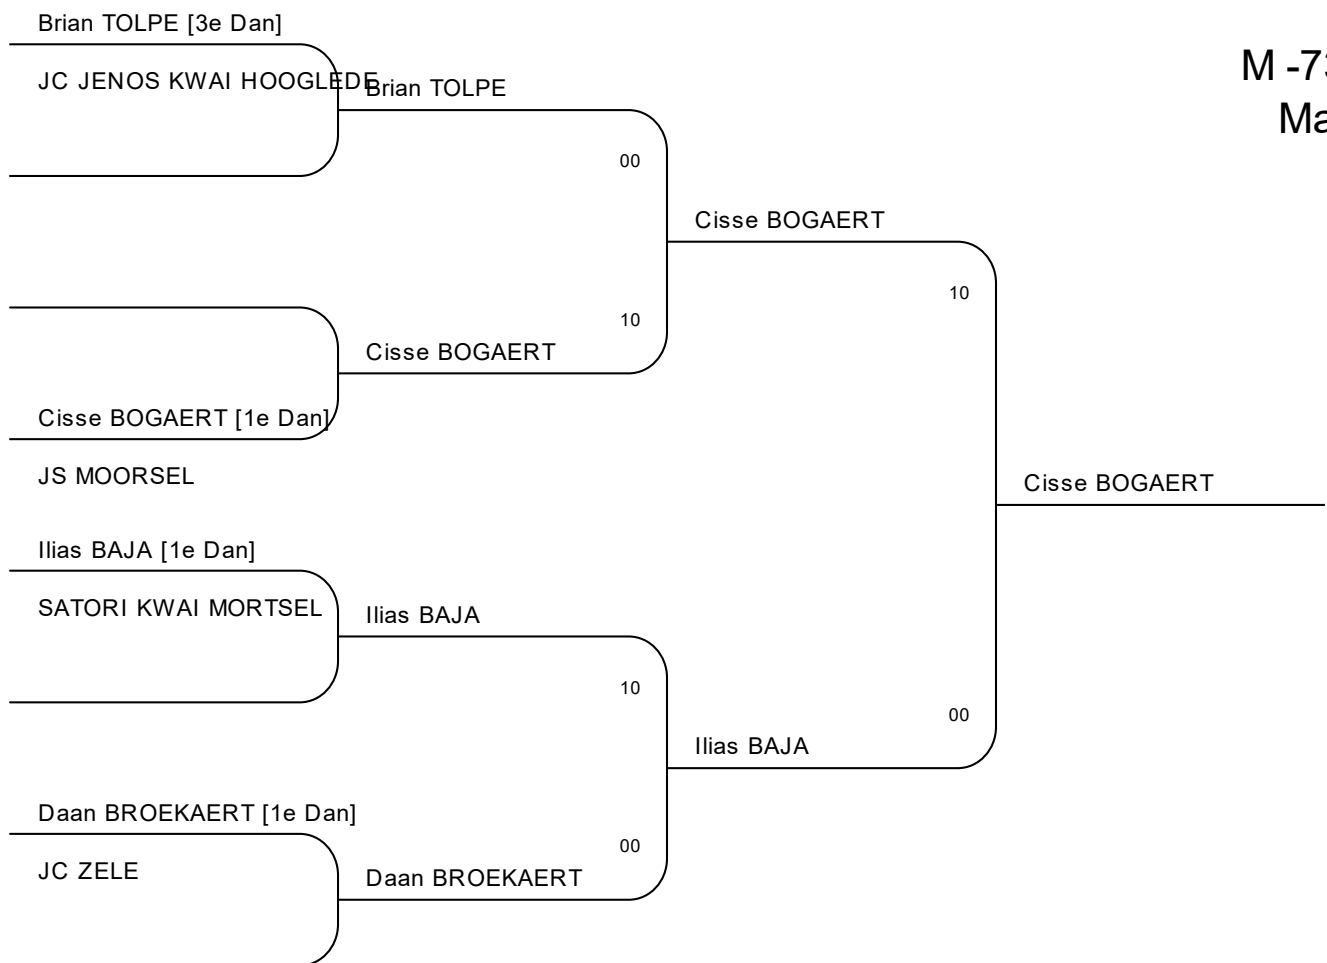 Brian TOLPE [3e Dan]
JC JENOS KWAI HOOGLEDE
Brian TOLPE
M -73
Ma
00
Cisse BOGAERT
10
10
Cisse BOGAERT
Cisse BOGAERT [1e Dan]
JS MOORSEL
Cisse BOGAERT
Ilias BAJA [1e Dan]
SATORI KWAI MORTSEL
Ilias BAJA
10
00
Ilias BAJA
Daan BROEKAERT [1e Dan]
00
JC ZELE
Daan BROEKAERT